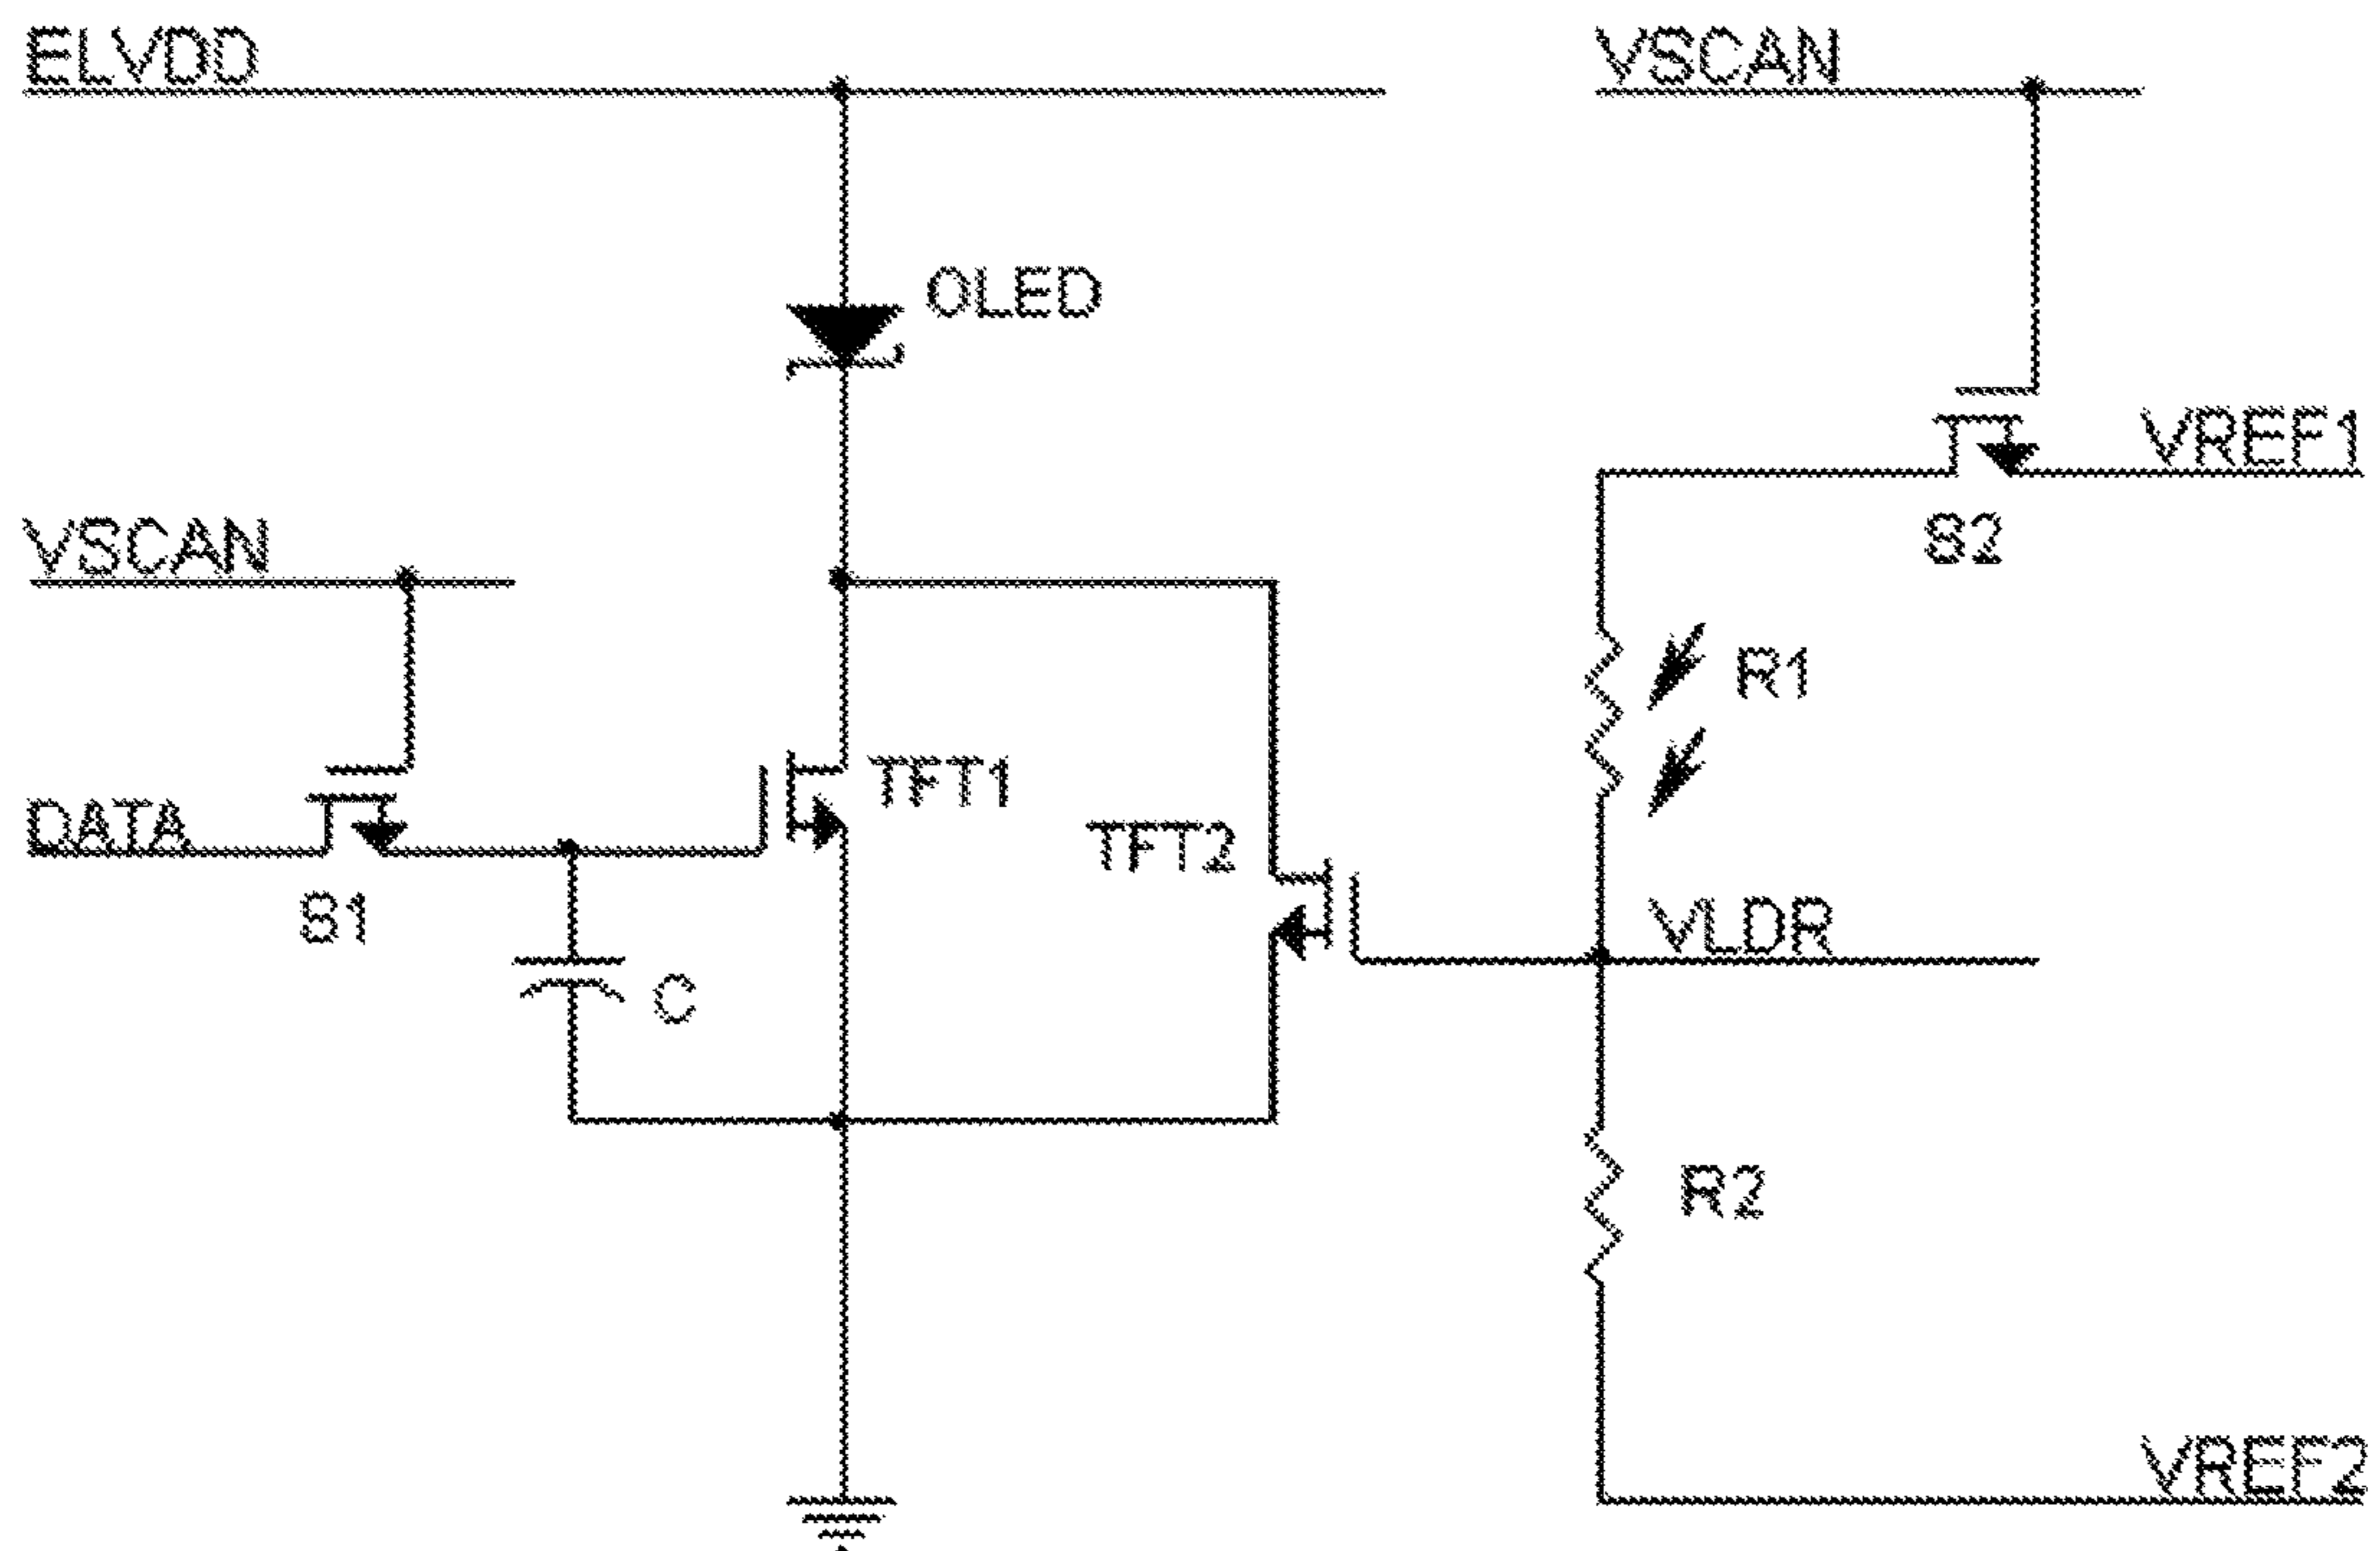 ELVDD
VSCAN
OLED
VREF1
VSCAN
S2
R1
TFT1
DATA
TFT2
S1
VLDR
C
R2
VREF2